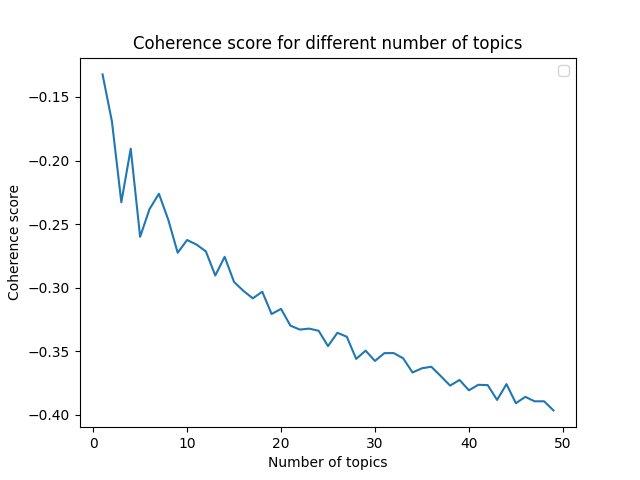 Coherence score for different number of topics
−0.15
−0.20
−0.25
−0.30
−0.35
−0.40
Coherence score
0 10 20 30 40 50
Number of topics